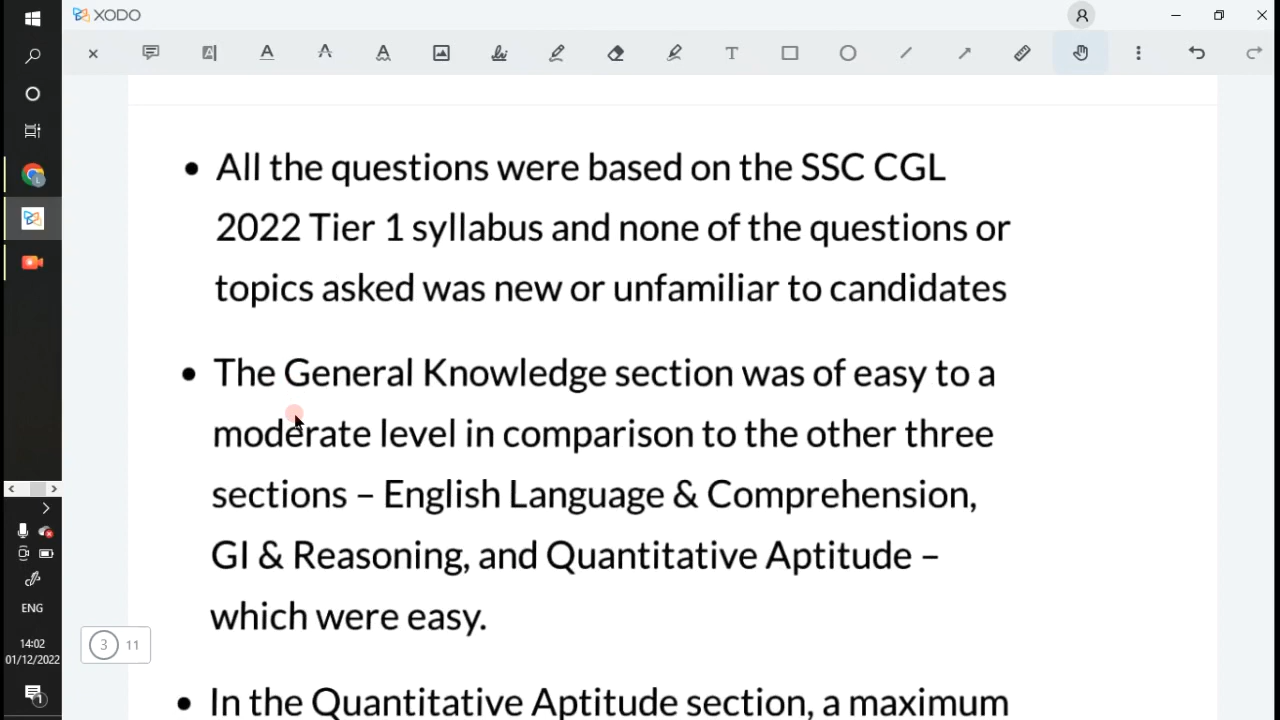 XODO
All the questions were based on the SSC CGL
2022 Tier 1 syllabus and none of the questions or
topics asked was new or unfamiliar to candidates
The General Knowledge section was of easy to a
moderate level in comparison to the other three
sections – English Language & Comprehension,
GI & Reasoning, and Quantitative Aptitude –
which were easy.
In the Quantitative Aptitude section, a maximum
3 11
ENG
14:02
01/12/2022
1